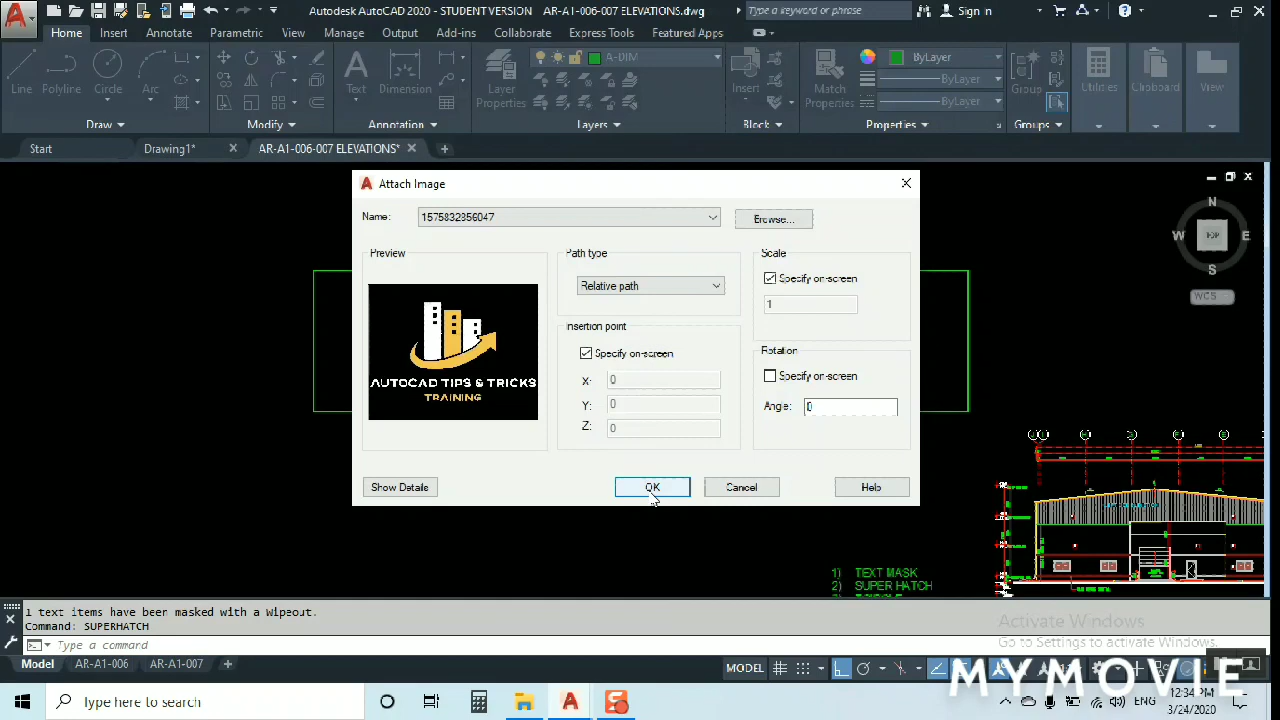 Autodesk AutoCAD 2020 - STUDENT VERSION AR-A1-006-007 ELEVATIONS.dwg
Type a keyword or phrase
Sign In
Home Insert Annotate Parametric View Manage Output Add-ins Collaborate Express Tools Featured Apps
A-DIM
ByLayer
ByLayer
ByLayer
Line Polyline Circle Arc
Text Dimension
Layer Properties
Insert
Match Properties
Group
Utilities Clipboard View
Draw Modify Annotation Layers Block Properties Groups
Start Drawing1* AR-A1-006-007 ELEVATIONS*
Attach Image
Name: 1575832856047 Browse...
Preview
AUTOCAD TIPS & TRICKS
TRAINING
Path type
Relative path
Scale
Specify on-screen
1
Insertion point
Specify on-screen
X: 0
Y: 0
Z: 0
Rotation
Specify on-screen
Angle: 0
Show Details OK Cancel Help
N
W TOP E
S
WCS
1) TEXT MASK
2) SUPER HATCH
1 text items have been masked with a wipeout.
Command: SUPERHATCH
Type a command
Activate Windows
Go to Settings to activate Windows.
Model AR-A1-006 AR-A1-007
MODEL
MYMOVIE
Type here to search
ENG
12:34 PM
3/24/2020